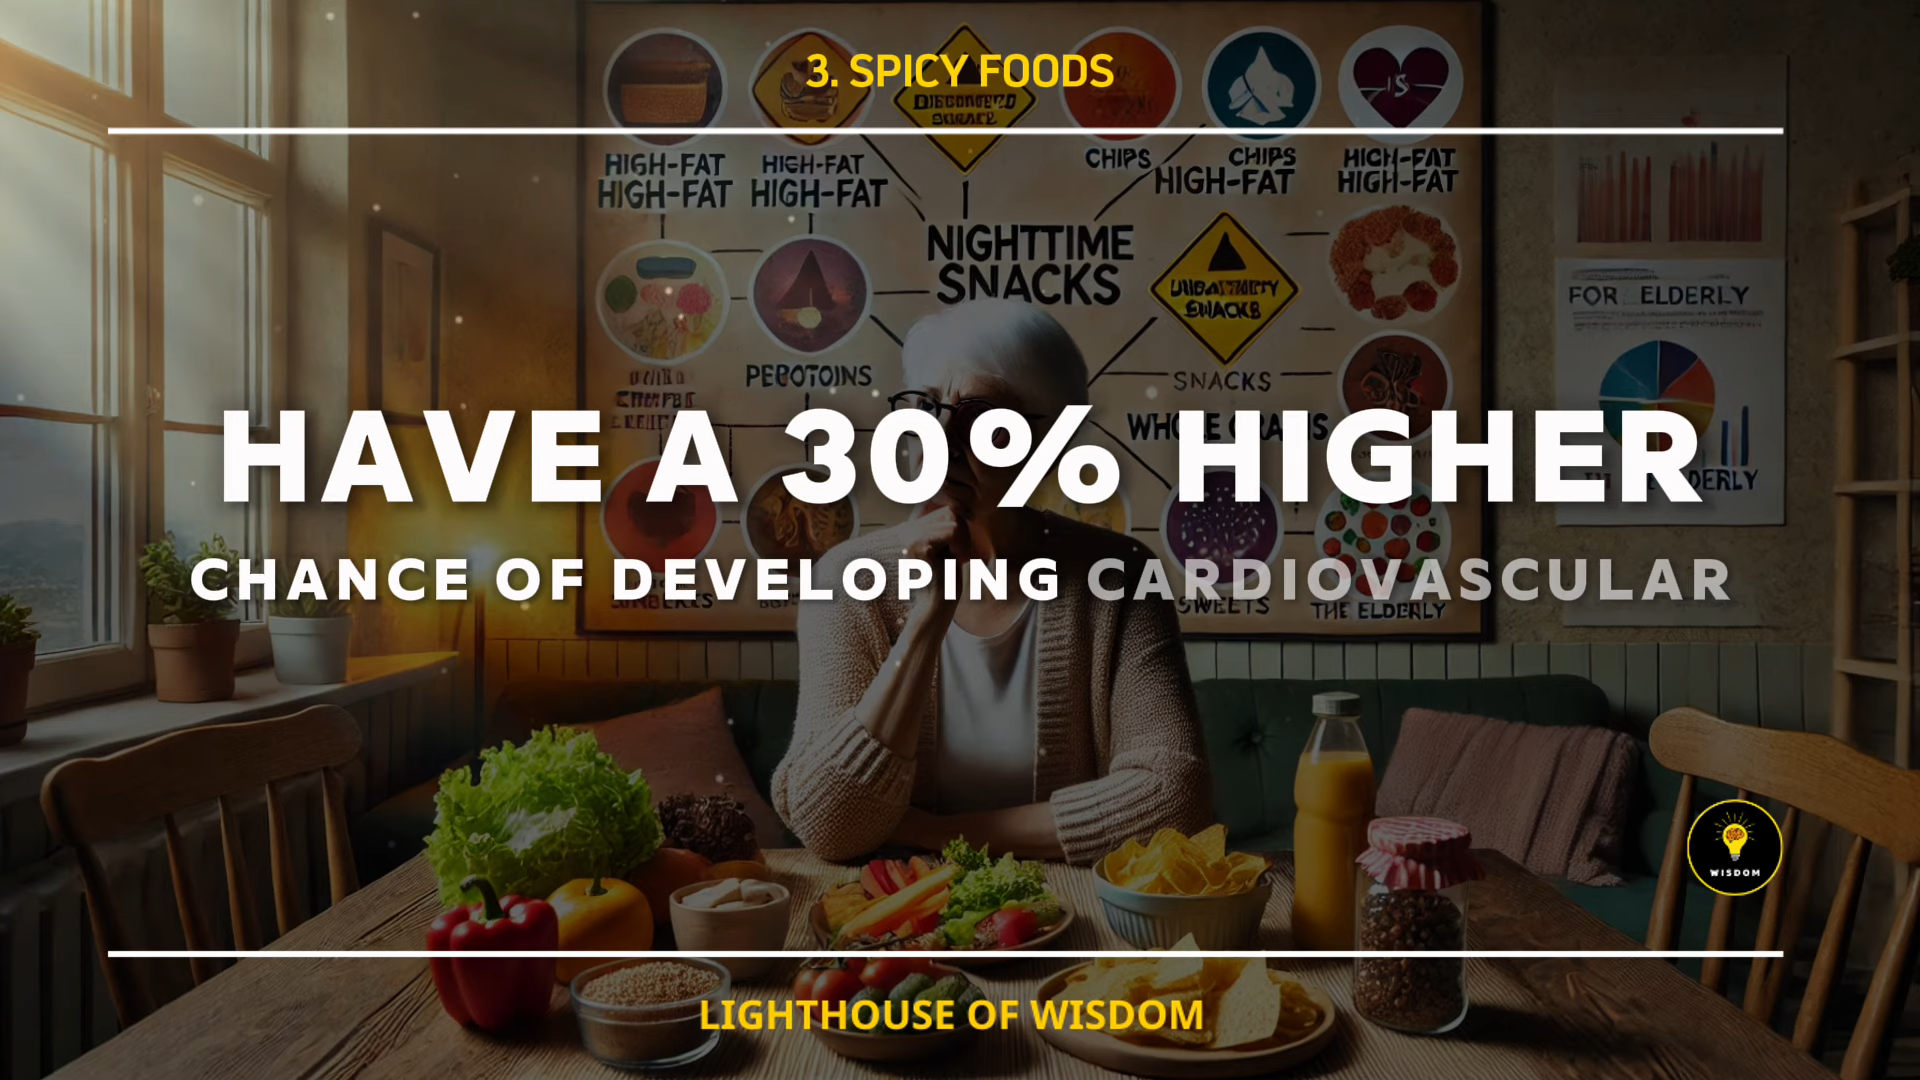 3. SPICY FOODS
HIGH-FAT
HIGH-FAT
HIGH-FAT
HIGH-FAT
CHIPS
CHIPS
HIGH-FAT
HIGH-FAT
HIGH-FAT
NIGHTTIME
SNACKS
FOR ELDERLY
PEROTOINS
SNACKS
HAVE A 30% HIGHER
CHANCE OF DEVELOPING CARDIOVASCULAR
SWEETS
THE ELDERLY
WISDOM
LIGHTHOUSE OF WISDOM